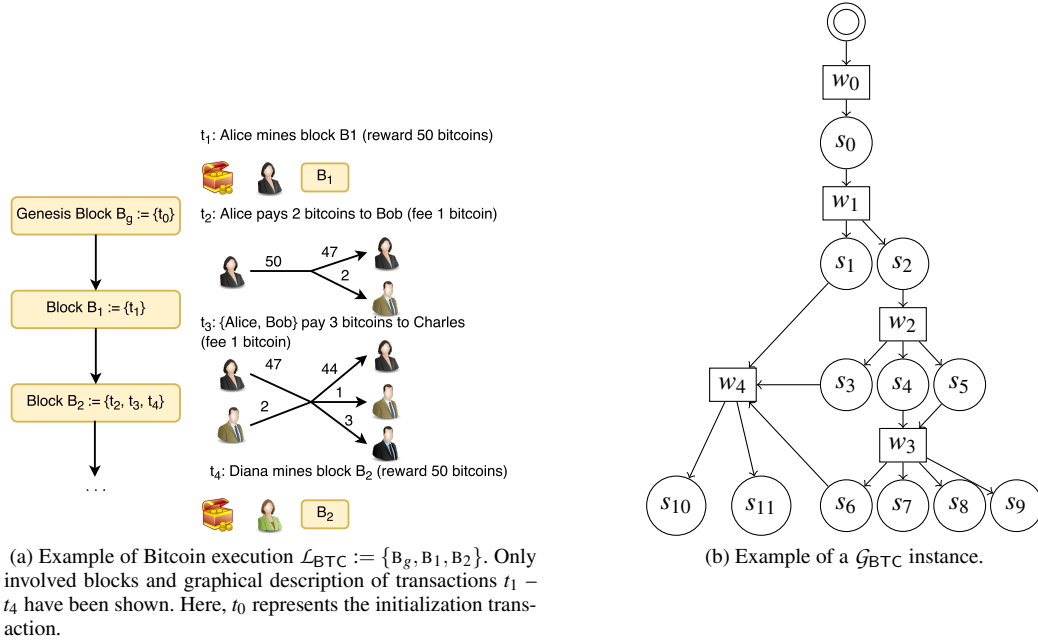 t₁: Alice mines block B1 (reward 50 bitcoins)
B₁
Genesis Block B_g := {t₀}
t₂: Alice pays 2 bitcoins to Bob (fee 1 bitcoin)
50
47
2
Block B₁ := {t₁}
t₃: {Alice, Bob} pay 3 bitcoins to Charles
(fee 1 bitcoin)
47
44
1
2
3
Block B₂ := {t₂, t₃, t₄}
. . .
t₄: Diana mines block B₂ (reward 50 bitcoins)
B₂
(a) Example of Bitcoin execution ℒ_BTC := {B_g, B₁, B₂}. Only
involved blocks and graphical description of transactions t₁ –
t₄ have been shown. Here, t₀ represents the initialization trans-
action.
w₀
s₀
w₁
s₁ s₂
w₂
w₄ s₃ s₄ s₅
w₃
s₁₀ s₁₁ s₆ s₇ s₈ s₉
(b) Example of a 𝒢_BTC instance.